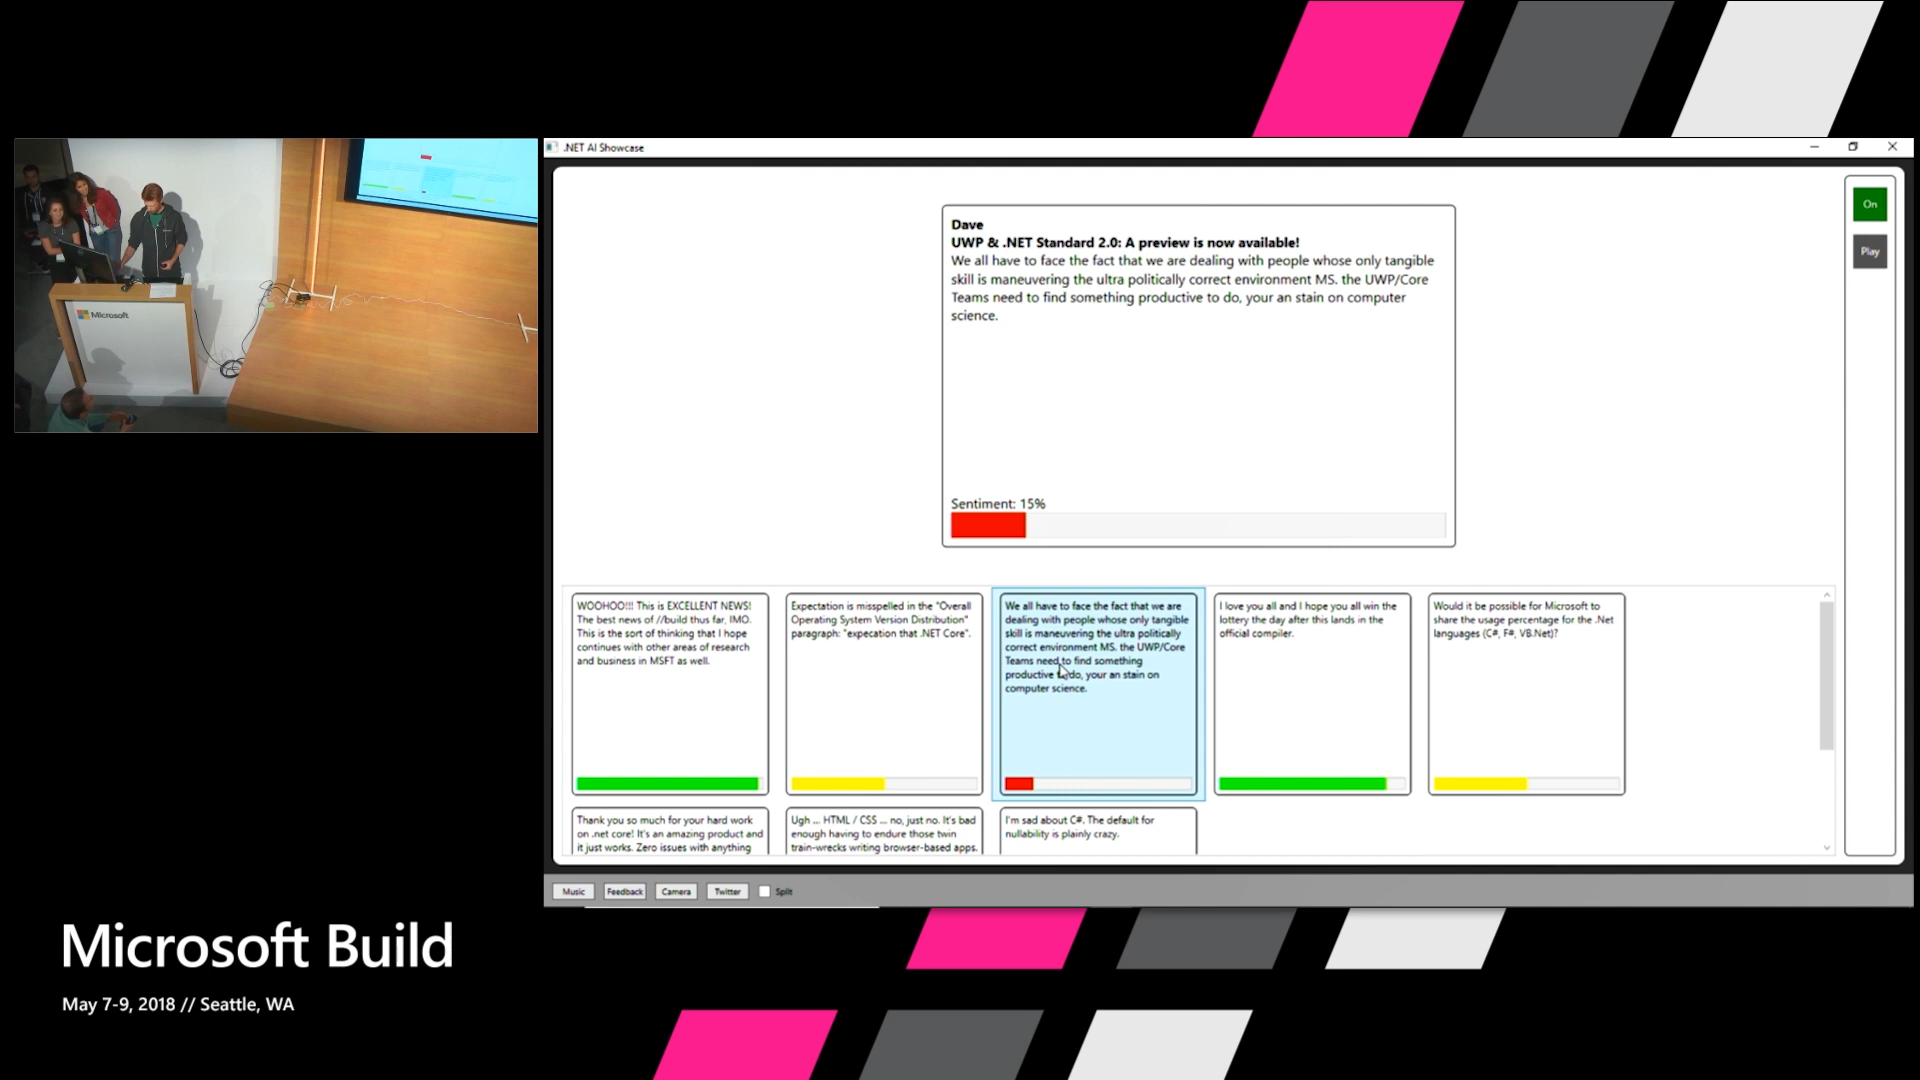 .NET AI Showcase
Microsoft
Dave
UWP & .NET Standard 2.0: A preview is now available!
We all have to face the fact that we are dealing with people whose only tangible
skill is maneuvering the ultra politically correct environment MS. the UWP/Core
Teams need to find something productive to do, your an stain on computer
science.
Sentiment: 15%
On
Play
WOOHOO!!! This is EXCELLENT NEWS!
The best news of //build thus far, IMO.
This is the sort of thinking that I hope
continues with other areas of research
and business in MSFT as well.
Expectation is misspelled in the "Overall
Operating System Version Distribution"
paragraph: "expecation that .NET Core".
We all have to face the fact that we are
dealing with people whose only tangible
skill is maneuvering the ultra politically
correct environment MS. the UWP/Core
Teams need to find something
productive to do, your an stain on
computer science.
I love you all and I hope you all win the
lottery the day after this lands in the
official compiler.
Would it be possible for Microsoft to
share the usage percentage for the .Net
languages (C#, F#, VB.Net)?
Thank you so much for your hard work
on .net core! It's an amazing product and
it just works. Zero issues with anything
Ugh ... HTML / CSS ... no, just no. It's bad
enough having to endure those twin
train-wrecks writing browser-based apps.
I'm sad about C#. The default for
nullability is plainly crazy.
Music
Feedback
Camera
Twitter
Split
Microsoft Build
May 7-9, 2018 // Seattle, WA